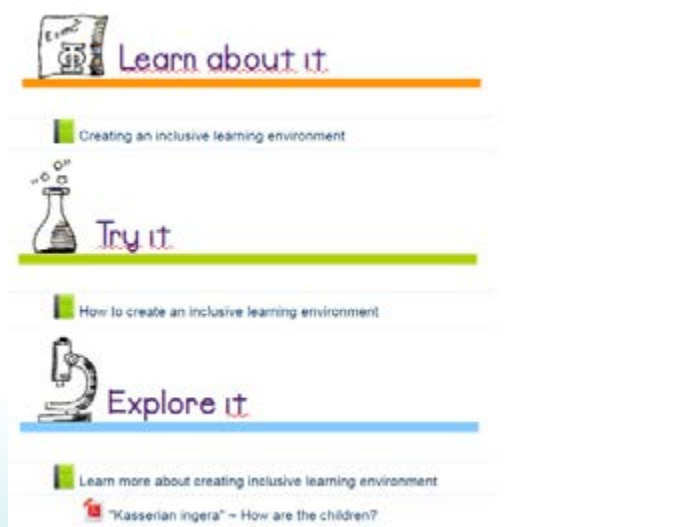 E=mc²
Learn about it
Creating an inclusive learning environment
Try it
How to create an inclusive learning environment
Explore it
Learn more about creating inclusive learning environment
"Kasserian ingera" – How are the children?